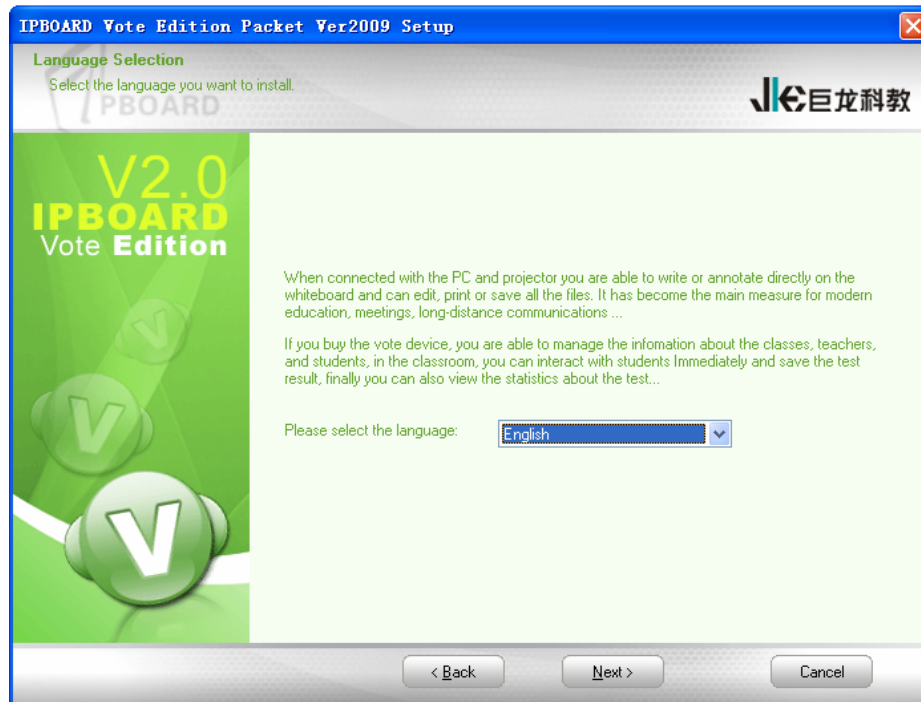 IPBOARD Vote Edition Packet Ver2009 Setup
Language Selection
Select the language you want to install.
PBOARD
巨龙科教
V2.0
IPBOARD
Vote Edition
When connected with the PC and projector you are able to write or annotate directly on the
whiteboard and can edit, print or save all the files. It has become the main measure for modern
education, meetings, long-distance communications ...
If you buy the vote device, you are able to manage the infomation about the classes, teachers,
and students, in the classroom, you can interact with students Immediately and save the test
result, finally you can also view the statistics about the test...
Please select the language: English
V
V
V
< Back Next > Cancel